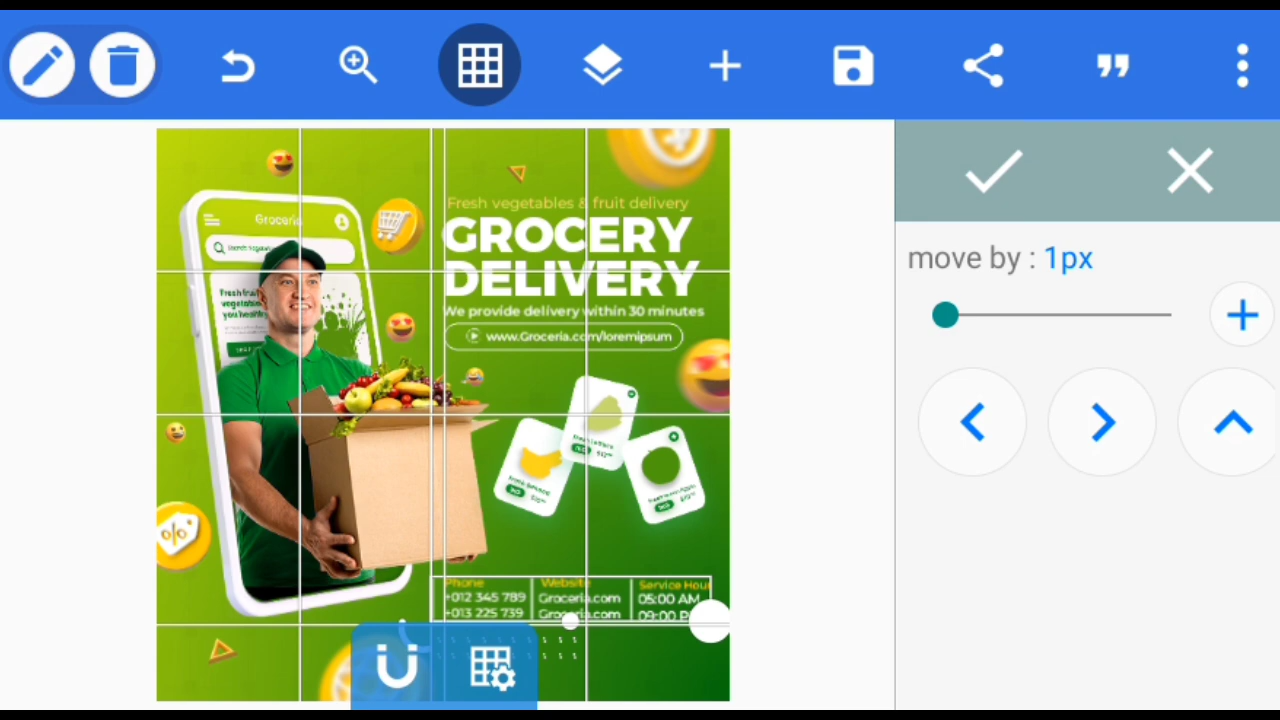 move by : 1px
Groceria
Fresh vegetables & fruit delivery
GROCERY
DELIVERY
We provide delivery within 30 minutes
www.Groceria.com/loremipsum
Phone
+012 345 789
+013 225 739
Website
Groceria.com
Groceria.com
Service Hour
05:00 AM
09:00 P